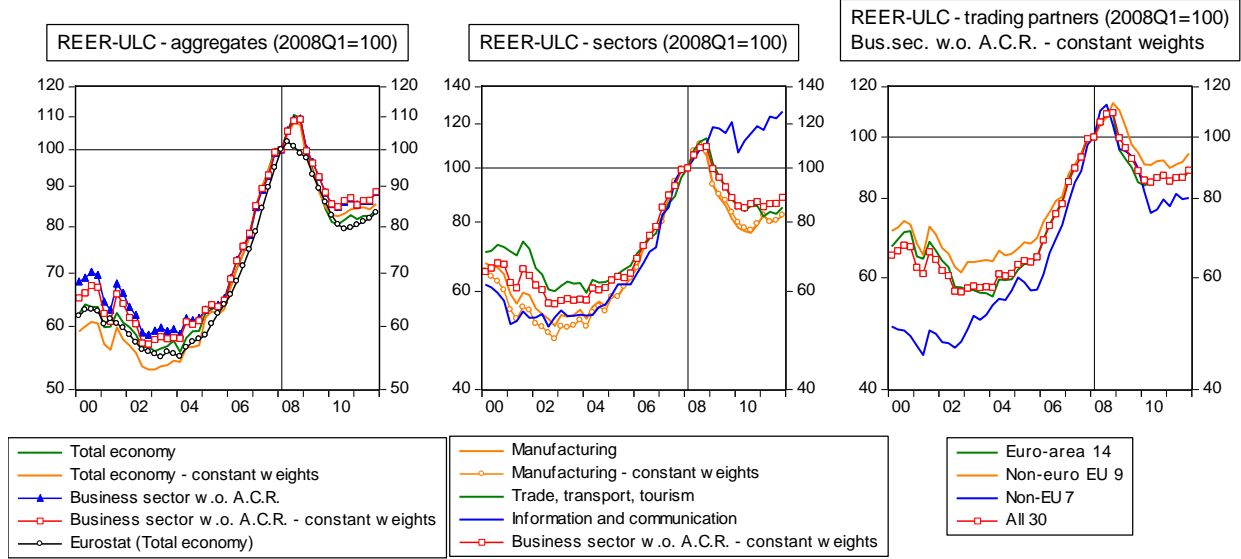 REER-ULC - aggregates (2008Q1=100)
120 120
110 110
100 100
90 90
80 80
70 70
60 60
50 50
00 02 04 06 08 10
Total economy
Total economy - constant weights
Business sector w.o. A.C.R.
Business sector w.o. A.C.R. - constant weights
Eurostat (Total economy)
REER-ULC - sectors (2008Q1=100)
140 140
120 120
100 100
80 80
60 60
40 40
00 02 04 06 08 10
Manufacturing
Manufacturing - constant weights
Trade, transport, tourism
Information and communication
Business sector w.o. A.C.R. - constant weights
REER-ULC - trading partners (2008Q1=100)
Bus.sec. w.o. A.C.R. - constant weights
120 120
100 100
80 80
60 60
40 40
00 02 04 06 08 10
Euro-area 14
Non-euro EU 9
Non-EU 7
All 30